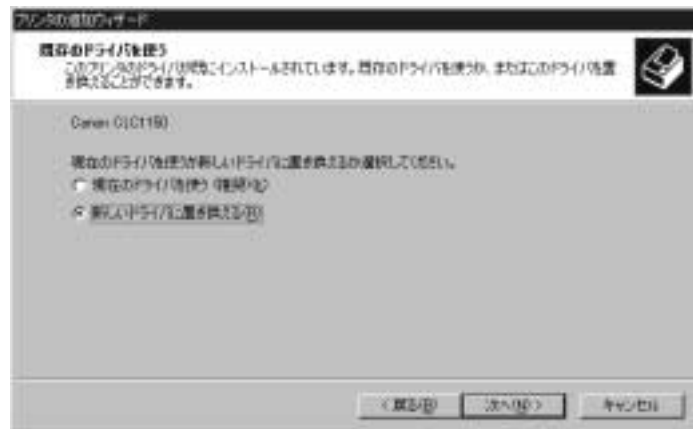 プリンタの追加ウィザード
既存のドライバを使う
このプリンタのドライバは既にインストールされています。既存のドライバを使うか、またはこのドライバを置
き換えることができます。
Canon CLC1150
現在のドライバを使うか新しいドライバに置き換えるか選択してください。
現在のドライバを使う (推奨)(K)
新しいドライバに置き換える(R)
< 戻る(B)
次へ(N) >
キャンセル